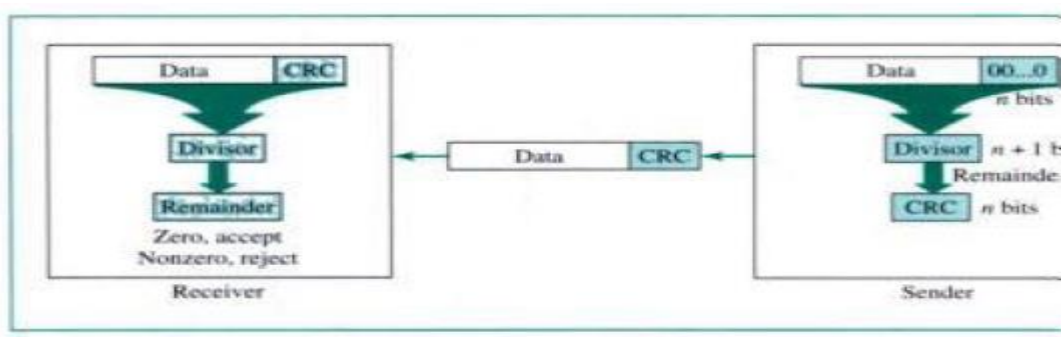 Data CRC
Divisor
Remainder
Zero, accept
Nonzero, reject
Receiver
Data CRC
Data 00...0
n bits
Divisor n + 1 b
Remainde
CRC n bits
Sender